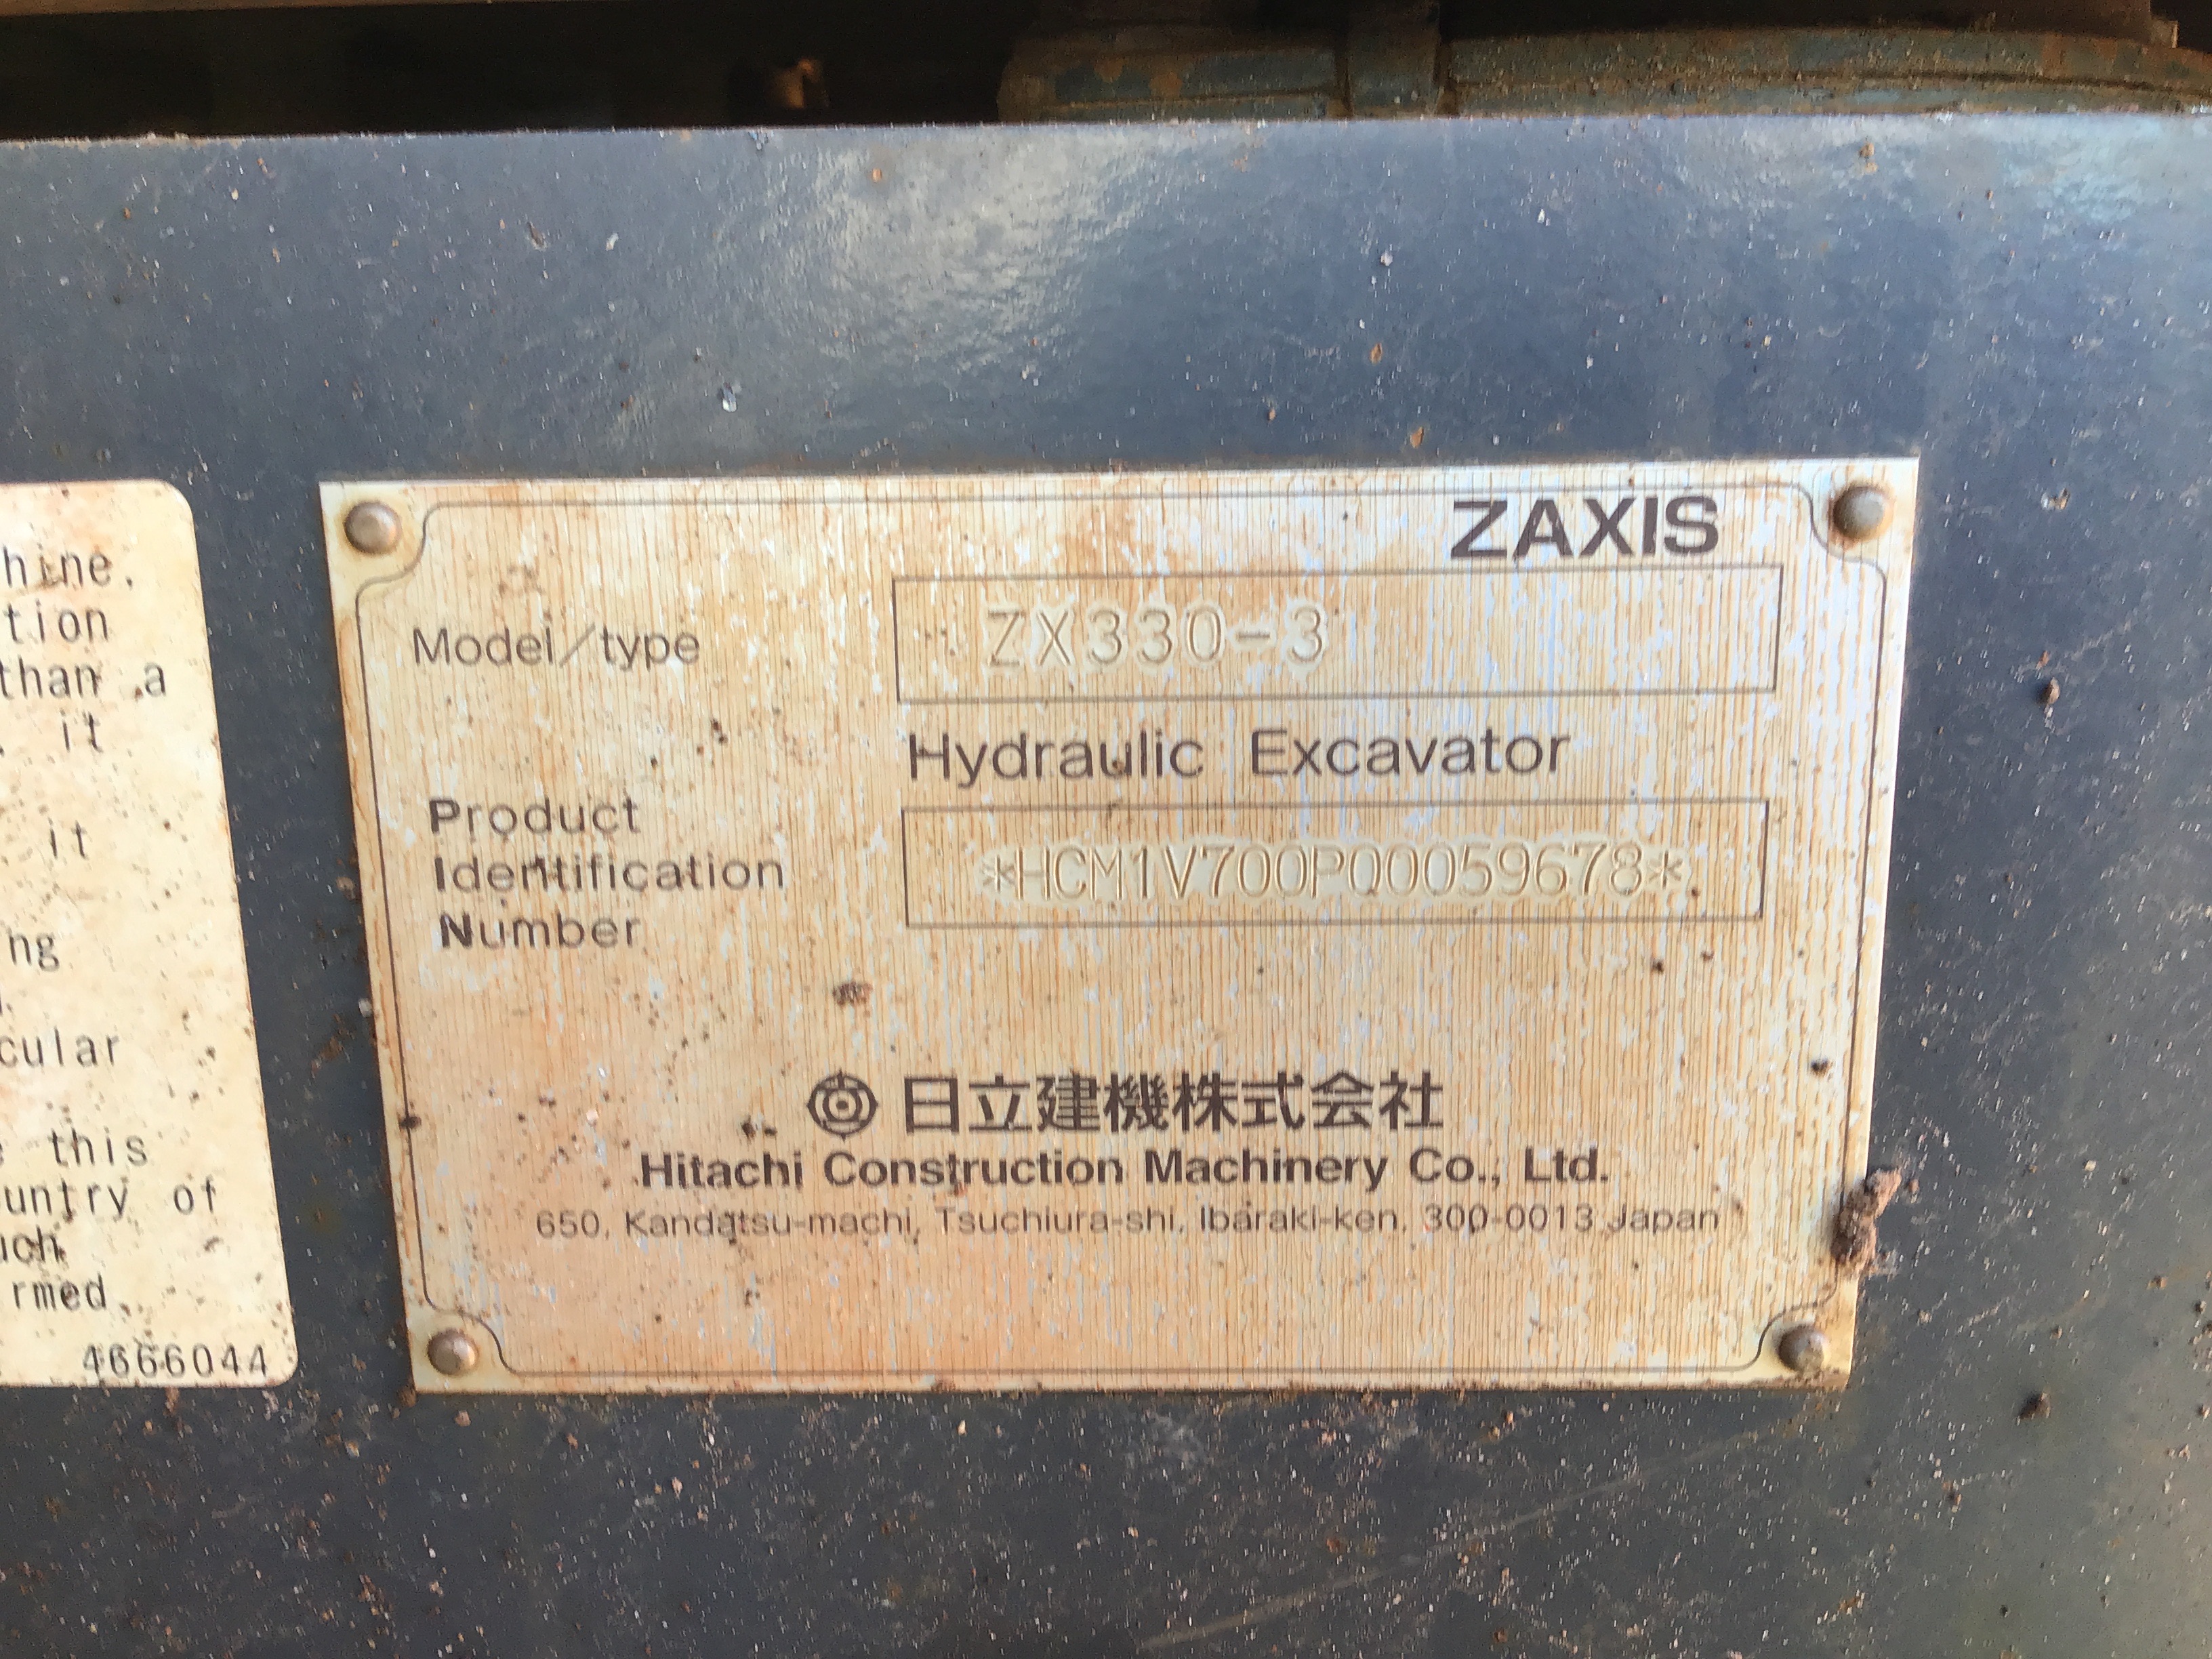 hine.
tion
than a
. it
. it
ng
cular
e this
untry of
uch
rmed
4666044
ZAXIS
Model/type
ZX330-3
Hydraulic Excavator
Product
Identification
Number
*HCM1V700P00059678*
日立建機株式会社
Hitachi Construction Machinery Co., Ltd.
650, Kandatsu-machi, Tsuchiura-shi, Ibaraki-ken, 300-0013 Japan